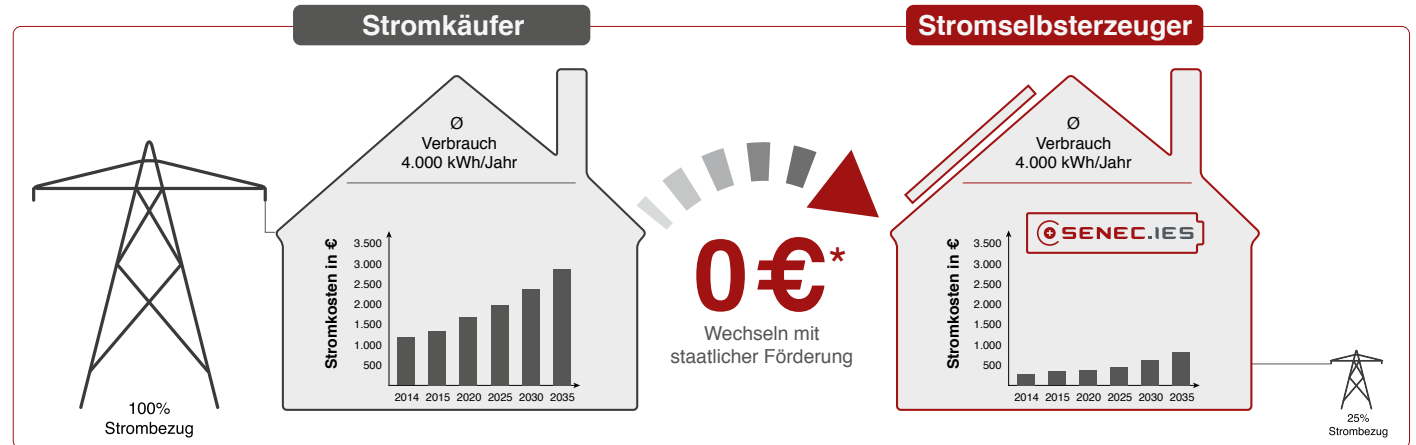 Stromkäufer
Stromselbsterzeuger
Ø
Verbrauch
4.000 kWh/Jahr
Stromkosten in €
3.500
3.000
2.500
2.000
1.500
1.000
500
2014 2015 2020 2025 2030 2035
100%
Strombezug
0 €*
Wechseln mit
staatlicher Förderung
Ø
Verbrauch
4.000 kWh/Jahr
SENEC.IES
Stromkosten in €
3.500
3.000
2.500
2.000
1.500
1.000
500
2014 2015 2020 2025 2030 2035
25%
Strombezug